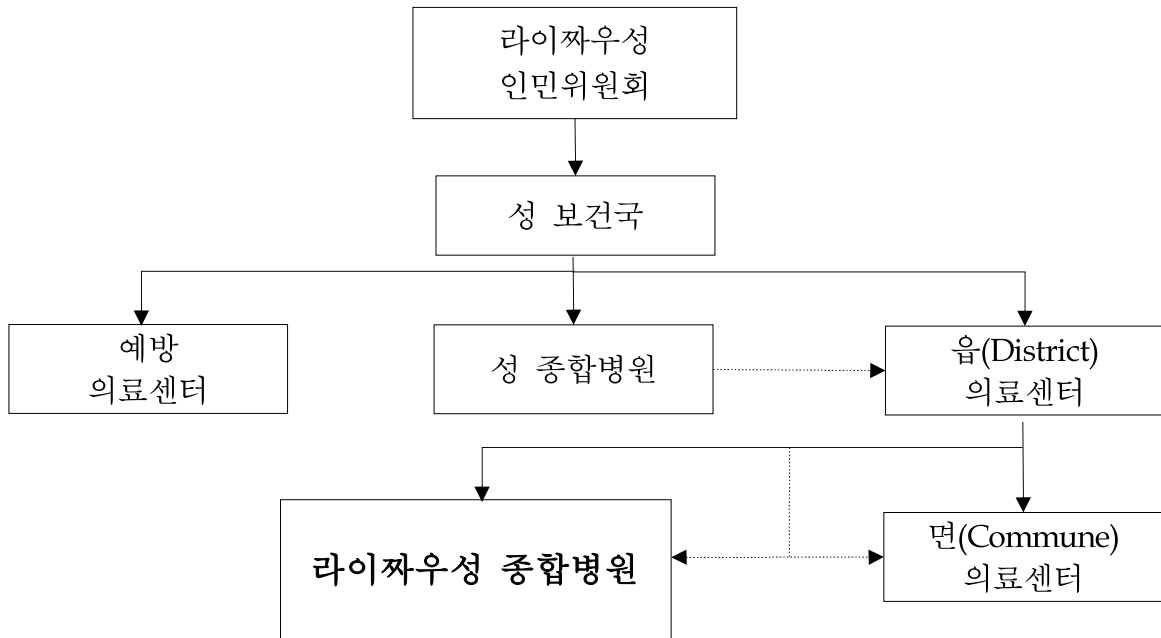 라이짜우성
인민위원회
성 보건국
예방
의료센터
성 종합병원
읍(District)
의료센터
라이짜우성 종합병원
면(Commune)
의료센터